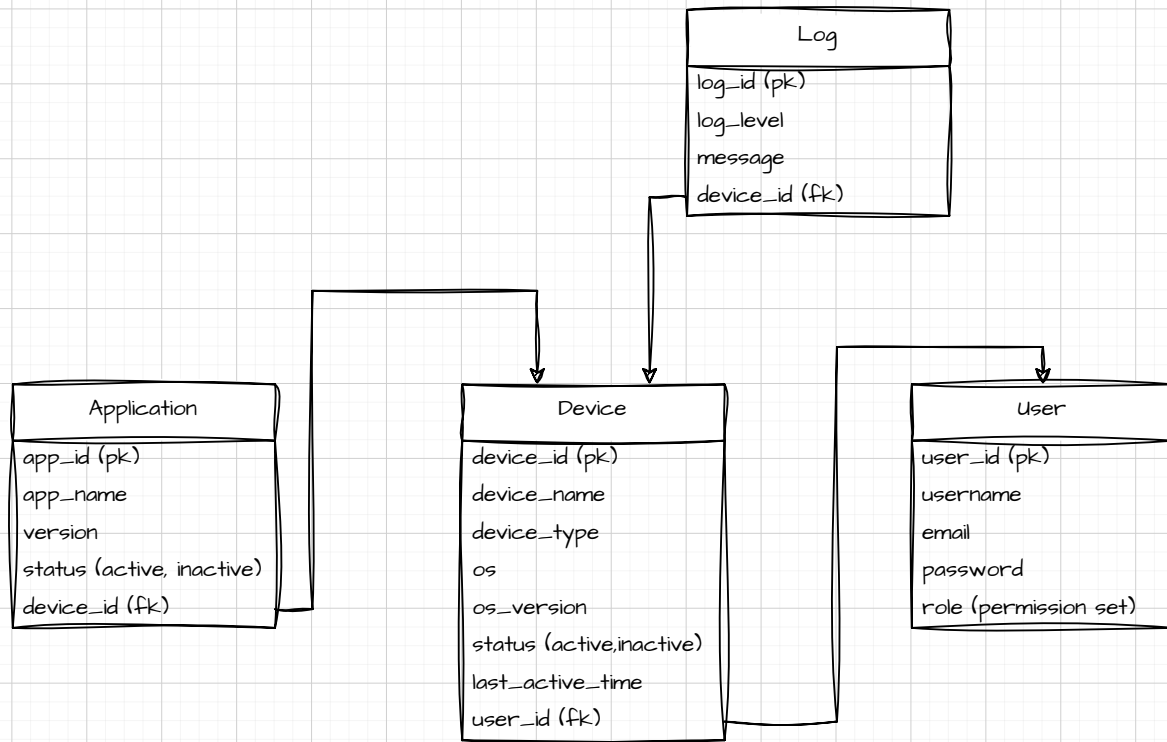 Log
log_id (pk)
log_level
message
device_id (fk)
Application
app_id (pk)
app_name
version
status (active, inactive)
device_id (fk)
Device
device_id (pk)
device_name
device_type
os
os_version
status (active,inactive)
last_active_time
user_id (fk)
User
user_id (pk)
username
email
password
role (permission set)